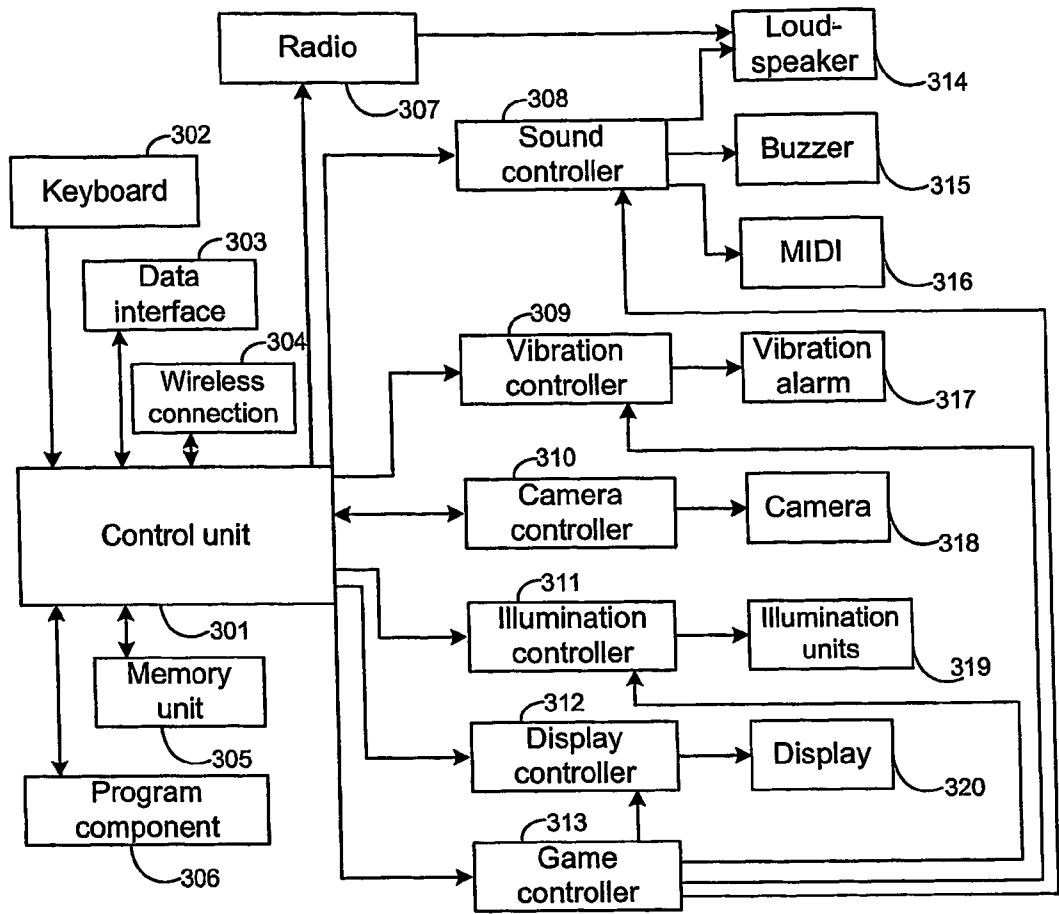 Radio
307
Loud-
speaker
314
308
Sound
controller
Buzzer
315
MIDI
316
302
Keyboard
303
Data
interface
304
Wireless
connection
309
Vibration
controller
Vibration
alarm
317
Control unit
301
310
Camera
controller
Camera
318
311
Illumination
controller
Illumination
units
319
Memory
unit
305
312
Display
controller
Display
320
Program
component
306
313
Game
controller